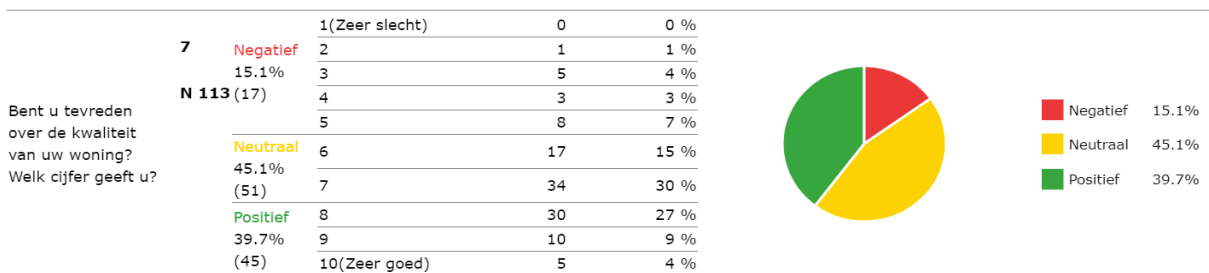 Bent u tevreden
over de kwaliteit
van uw woning?
Welk cijfer geeft u?
7
N 113
Negatief
15.1%
(17)
1(Zeer slecht) 0 0 %
2 1 1 %
3 5 4 %
4 3 3 %
5 8 7 %
Neutraal
45.1%
(51)
6 17 15 %
7 34 30 %
Positief
39.7%
(45)
8 30 27 %
9 10 9 %
10(Zeer goed) 5 4 %
Negatief 15.1%
Neutraal 45.1%
Positief 39.7%